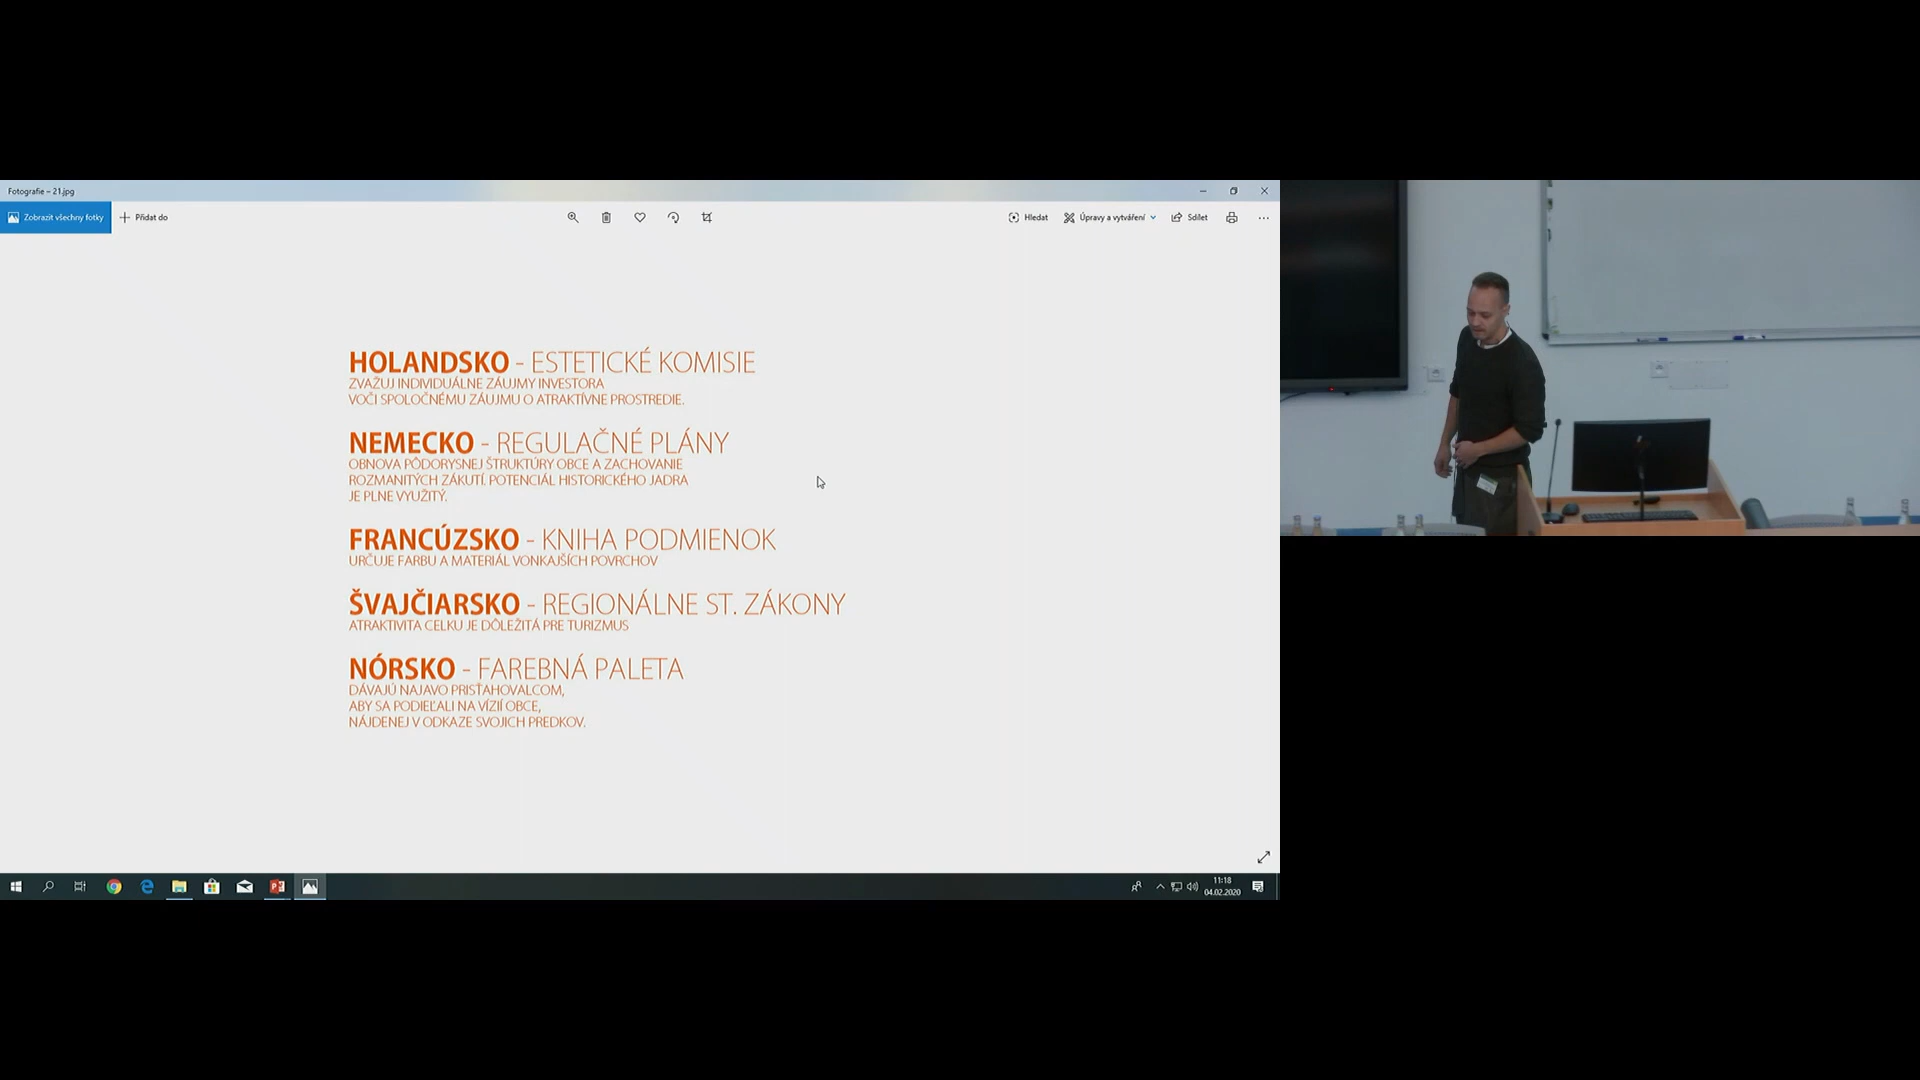 Fotografie – 21.jpg
Zobrazit všechny fotky
Přidat do
Hledat
Úpravy a vytváření
Sdílet
HOLANDSKO - ESTETICKÉ KOMISIE
ZVAŽUJ INDIVIDUÁLNE ZÁUJMY INVESTORA
VOČI SPOLOČNÉMU ZÁUJMU O ATRAKTÍVNE PROSTREDIE.
NEMECKO - REGULAČNÉ PLÁNY
OBNOVA PÔDORYSNEJ ŠTRUKTÚRY OBCE A ZACHOVANIE
ROZMANITÝCH ZÁKUTÍ. POTENCIÁL HISTORICKÉHO JADRA
JE PLNE VYUŽITÝ.
FRANCÚZSKO - KNIHA PODMIENOK
URČUJE FARBU A MATERIÁL VONKAJŠÍCH POVRCHOV
ŠVAJČIARSKO - REGIONÁLNE ST. ZÁKONY
ATRAKTIVITA CELKU JE DÔLEŽITÁ PRE TURIZMUS
NÓRSKO - FAREBNÁ PALETA
DÁVAJÚ NAJAVO PRISŤAHOVALCOM,
ABY SA PODIEĽALI NA VÍZIÍ OBCE,
NÁJDENEJ V ODKAZE SVOJICH PREDKOV.
11:18
04.02.2020